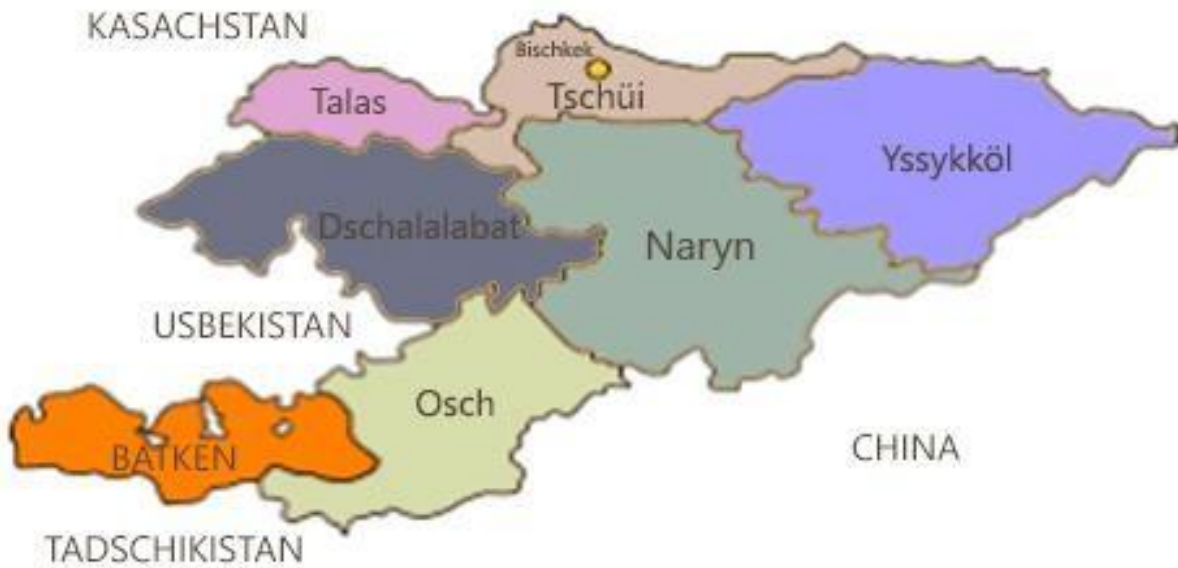 KASACHSTAN
Bischkek
Talas
Tschüi
Yssykköl
Dschalalabat
Naryn
USBEKISTAN
Osch
CHINA
BATKEN
TADSCHIKISTAN